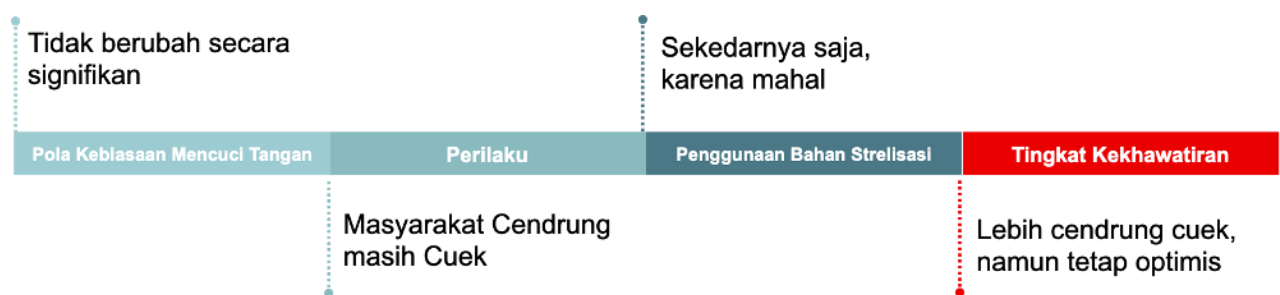 Tidak berubah secara
signifikan
Sekedarnya saja,
karena mahal
Pola Kebiasaan Mencuci Tangan
Perilaku
Penggunaan Bahan Strelisasi
Tingkat Kekhawatiran
Masyarakat Cendrung
masih Cuek
Lebih cendrung cuek,
namun tetap optimis